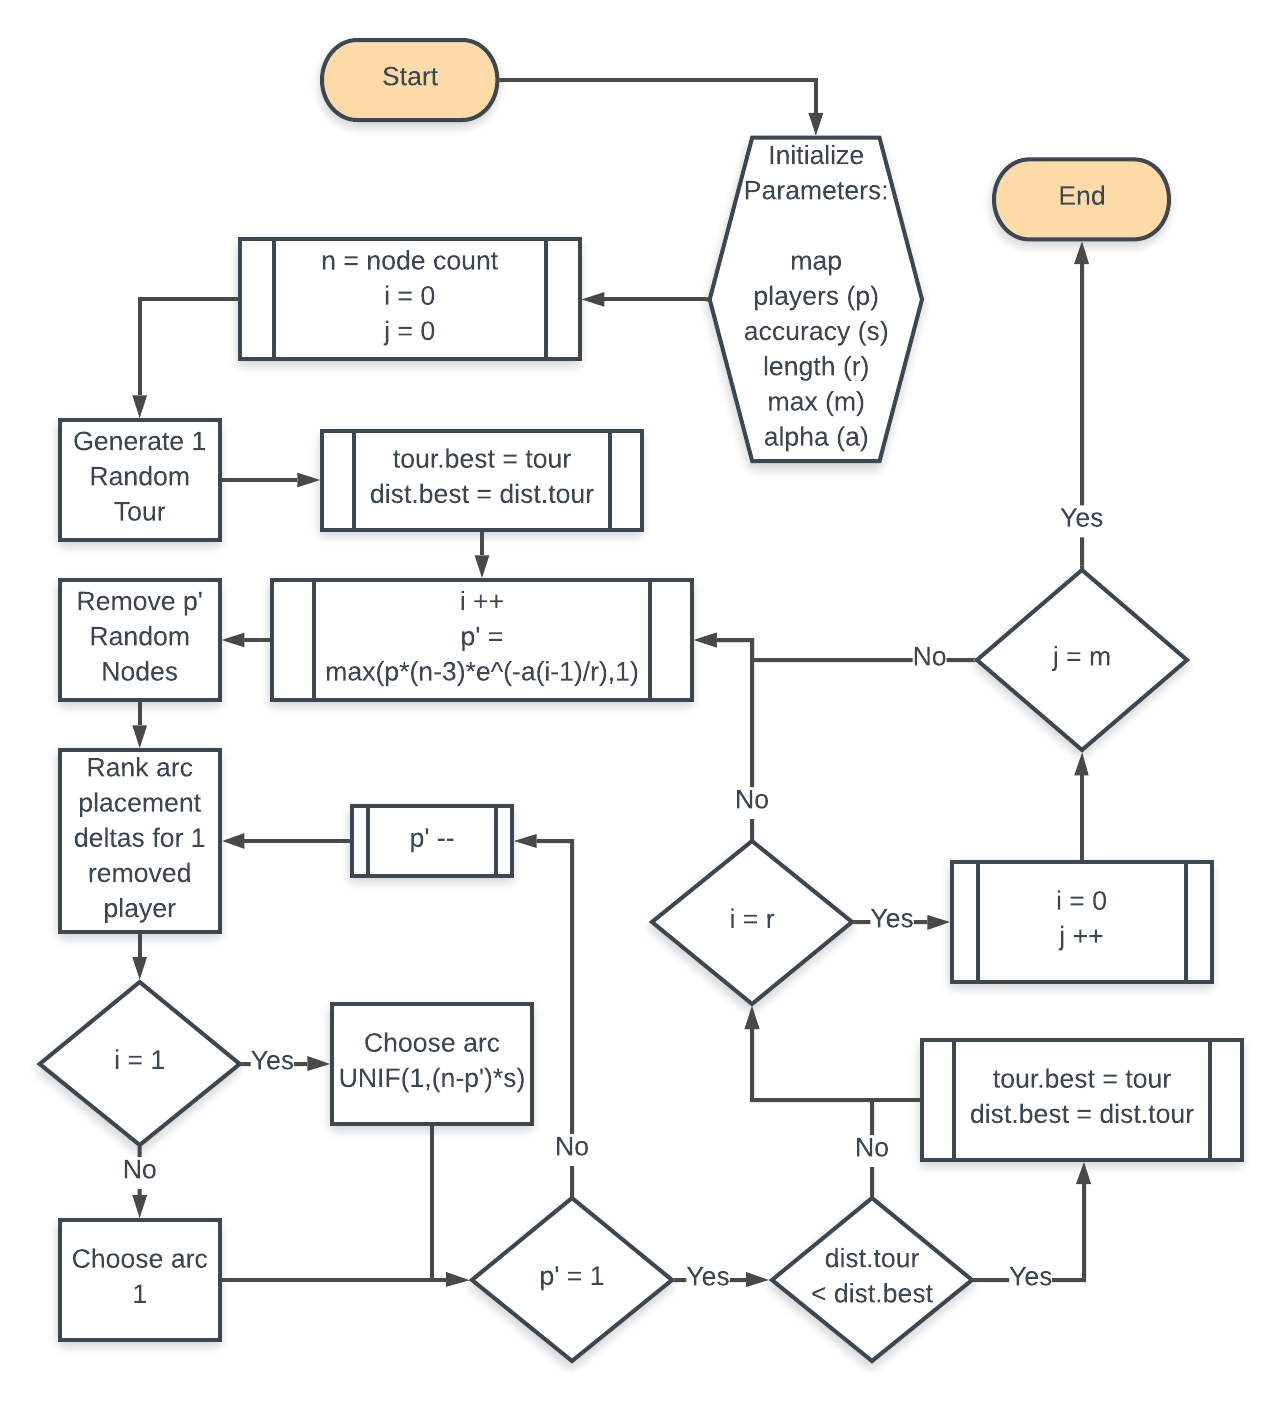 Start
Initialize
Parameters:
map
players (p)
accuracy (s)
length (r)
max (m)
alpha (a)
End
n = node count
i = 0
j = 0
Generate 1
Random
Tour
tour.best = tour
dist.best = dist.tour
i ++
p' =
max(p*(n-3)*e^(-a(i-1)/r),1)
Remove p'
Random
Nodes
Rank arc
placement
deltas for 1
removed
player
p' --
i = 1
Yes
Choose arc
UNIF(1,(n-p')*s)
No
Choose arc
1
p' = 1
No
Yes
dist.tour
< dist.best
No
Yes
tour.best = tour
dist.best = dist.tour
i = r
No
Yes
i = 0
j ++
j = m
No
Yes